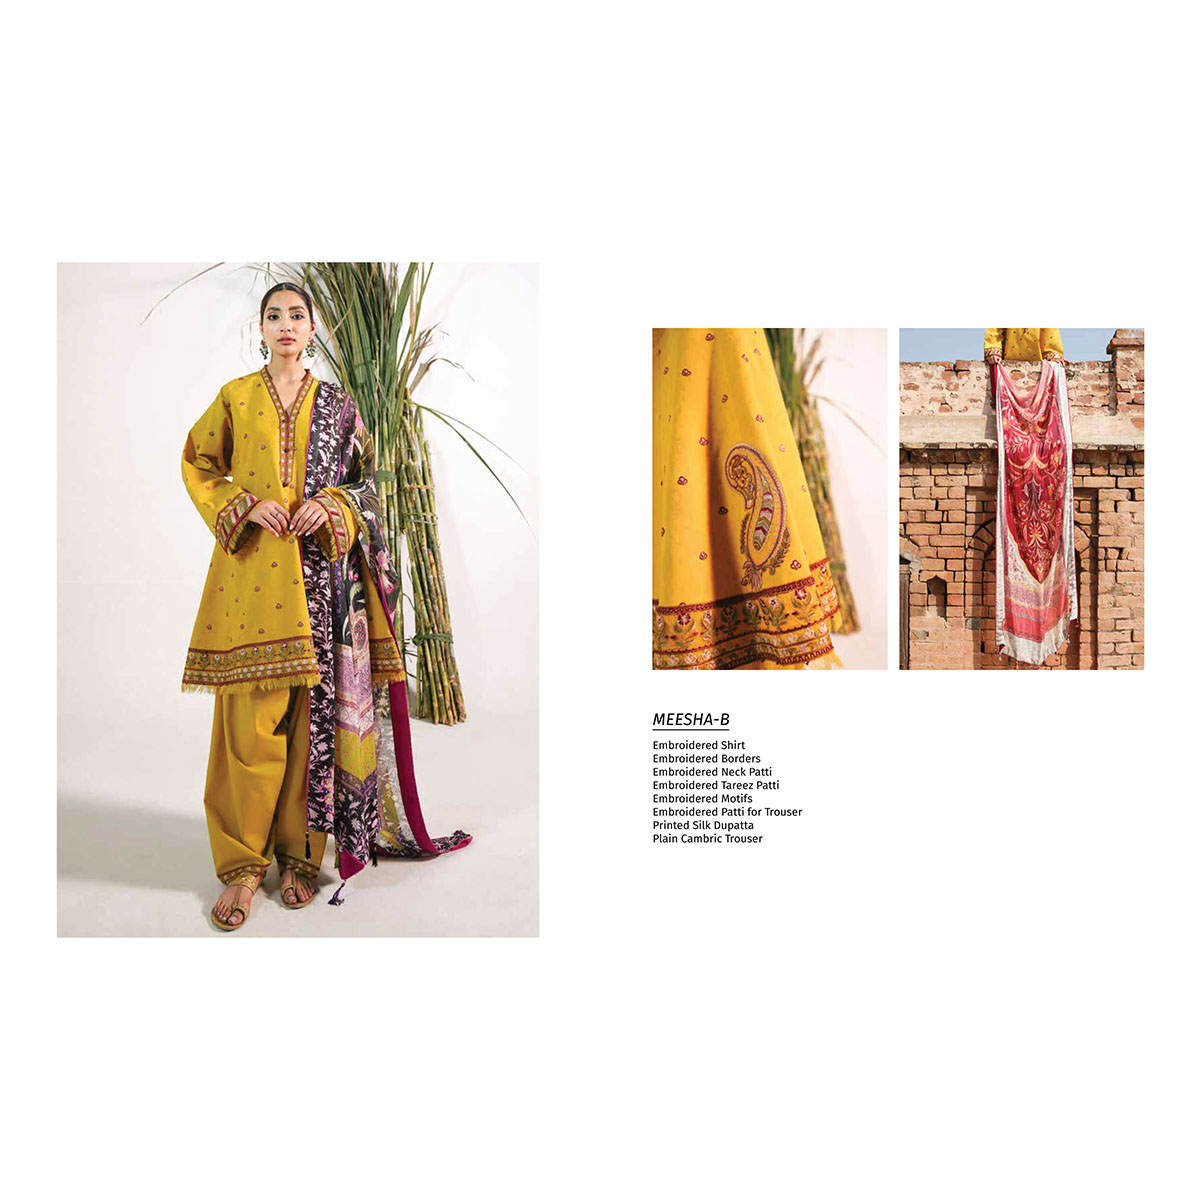 MEESHA-B
Embroidered Shirt
Embroidered Borders
Embroidered Neck Patti
Embroidered Tareez Patti
Embroidered Motifs
Embroidered Patti for Trouser
Printed Silk Dupatta
Plain Cambric Trouser